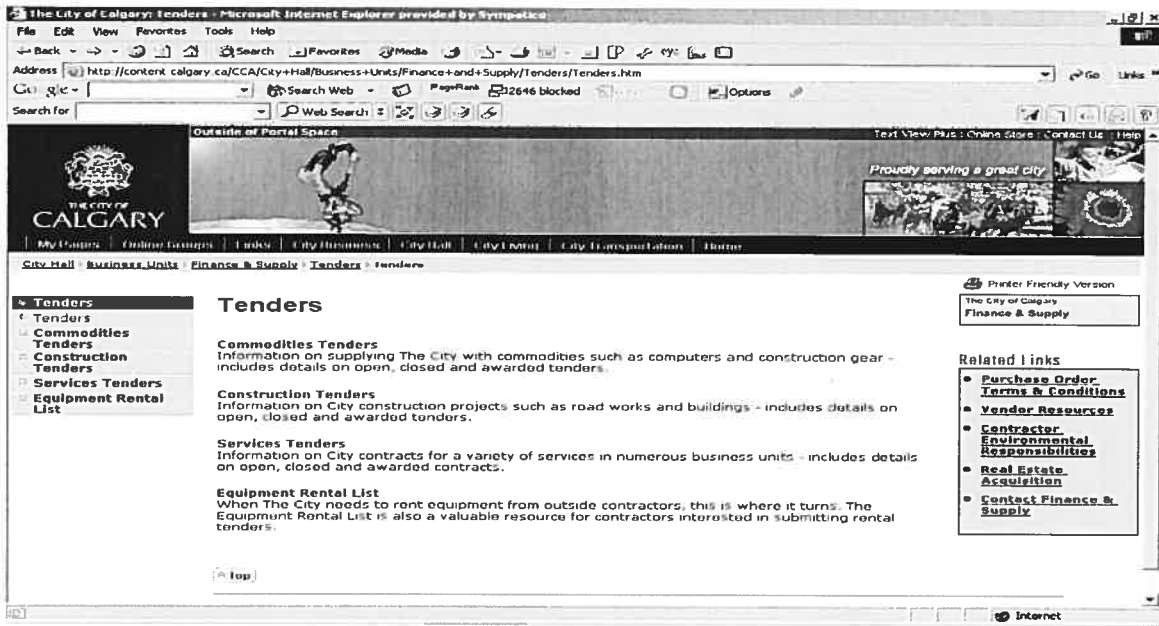 The City of Calgary: Tenders - Microsoft Internet Explorer provided by Sympatico
File Edit View Favorites Tools Help
Back Search Favorites Media
Address http://content.calgary.ca/CCA/City+Hall/Business+Units/Finance+and+Supply/Tenders/Tenders.htm Go Links
Search Web PageRank 12646 blocked Options
Search for Web Search
Outside of Portal Space
Text View Plus : Online Store : Contact Us : Help
Proudly serving a great city
THE CITY OF
CALGARY
My Pages | Online Groups | Links | City Business | City Hall | City Living | City Transportation | Home
City Hall Business Units Finance & Supply Tenders Tenders
Printer Friendly Version
The City of Calgary
Finance & Supply
Tenders
Tenders
Commodities
Tenders
Construction
Tenders
Services Tenders
Equipment Rental
List
Tenders
Commodities Tenders
Information on supplying The City with commodities such as computers and construction gear -
includes details on open, closed and awarded tenders.
Construction Tenders
Information on City construction projects such as road works and buildings - includes details on
open, closed and awarded tenders.
Services Tenders
Information on City contracts for a variety of services in numerous business units - includes details
on open, closed and awarded contracts.
Equipment Rental List
When The City needs to rent equipment from outside contractors, this is where it turns. The
Equipment Rental List is also a valuable resource for contractors interested in submitting rental
tenders.
Top
Related Links
Purchase Order
Terms & Conditions
Vendor Resources
Contractor
Environmental
Responsibilities
Real Estate
Acquisition
Contact Finance &
Supply
Internet